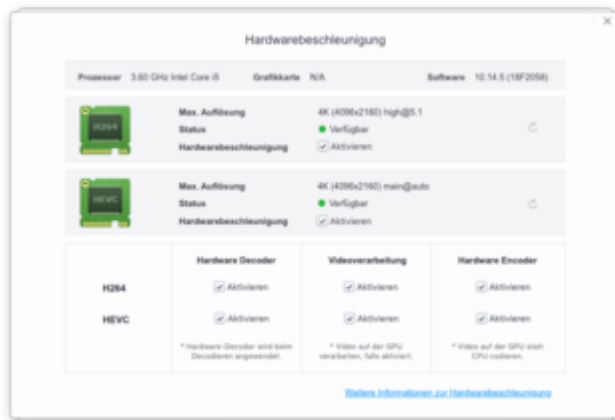 Hardwarebeschleunigung
Prozessor 3.60 GHz Intel Core i5 Grafikkarte N/A Software 10.14.5 (18F2058)
H264
Max. Auflösung 4K (4096x2160) high@5.1
Status Verfügbar
Hardwarebeschleunigung Aktivieren
HEVC
Max. Auflösung 4K (4096x2160) main@auto
Status Verfügbar
Hardwarebeschleunigung Aktivieren
Hardware Decoder Videoverarbeitung Hardware Encoder
H264 Aktivieren Aktivieren Aktivieren
HEVC Aktivieren Aktivieren Aktivieren
* Hardware-Decoder wird beim * Video auf der GPU * Video auf der GPU statt
Decodieren angewendet. verarbeiten, falls aktiviert. CPU codieren.
Weitere Informationen zur Hardwarebeschleunigung